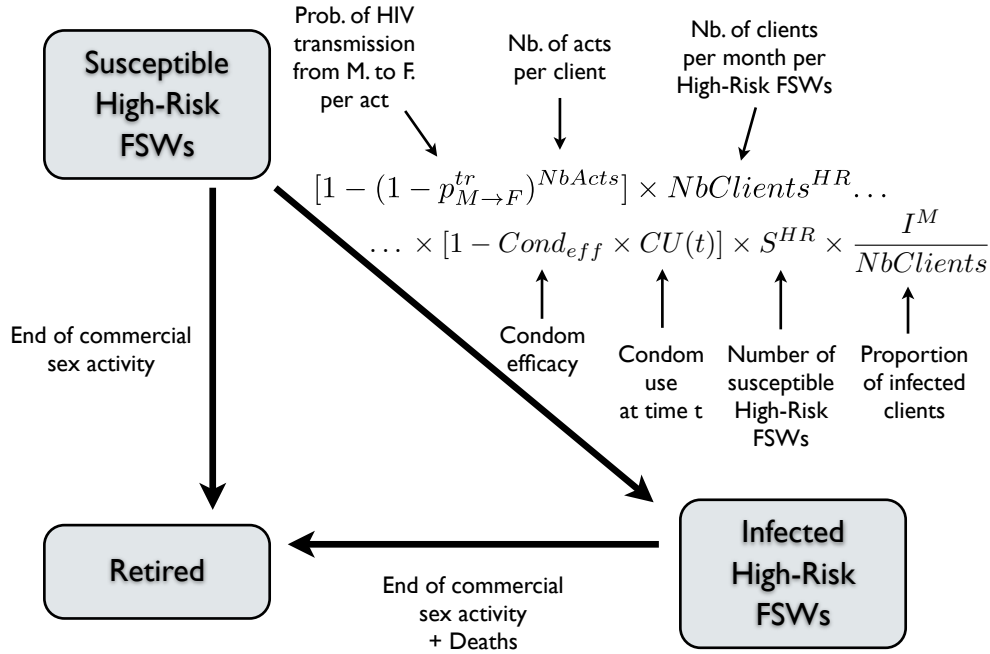 Susceptible
High-Risk
FSWs
Prob. of HIV
transmission
from M. to F.
per act
Nb. of acts
per client
Nb. of clients
per month per
High-Risk FSWs
[1 − (1 − p^{tr}_{M→F})^{NbActs}] × NbClients^{HR}...
... × [1 − Cond_{eff} × CU(t)] × S^{HR} × \frac{I^M}{NbClients}
End of commercial
sex activity
Condom
efficacy
Condom
use
at time t
Number of
susceptible
High-Risk
FSWs
Proportion
of infected
clients
Retired
End of commercial
sex activity
+ Deaths
Infected
High-Risk
FSWs